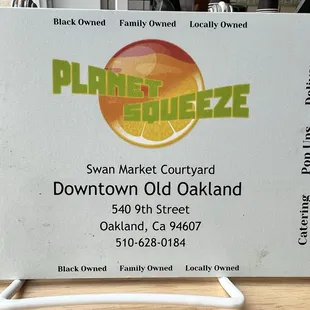 Black Owned Family Owned Locally Owned
PLANET
SQUEEZE
Swan Market Courtyard
Downtown Old Oakland
540 9th Street
Oakland, Ca 94607
510-628-0184
Black Owned Family Owned Locally Owned
Catering Pop Ups